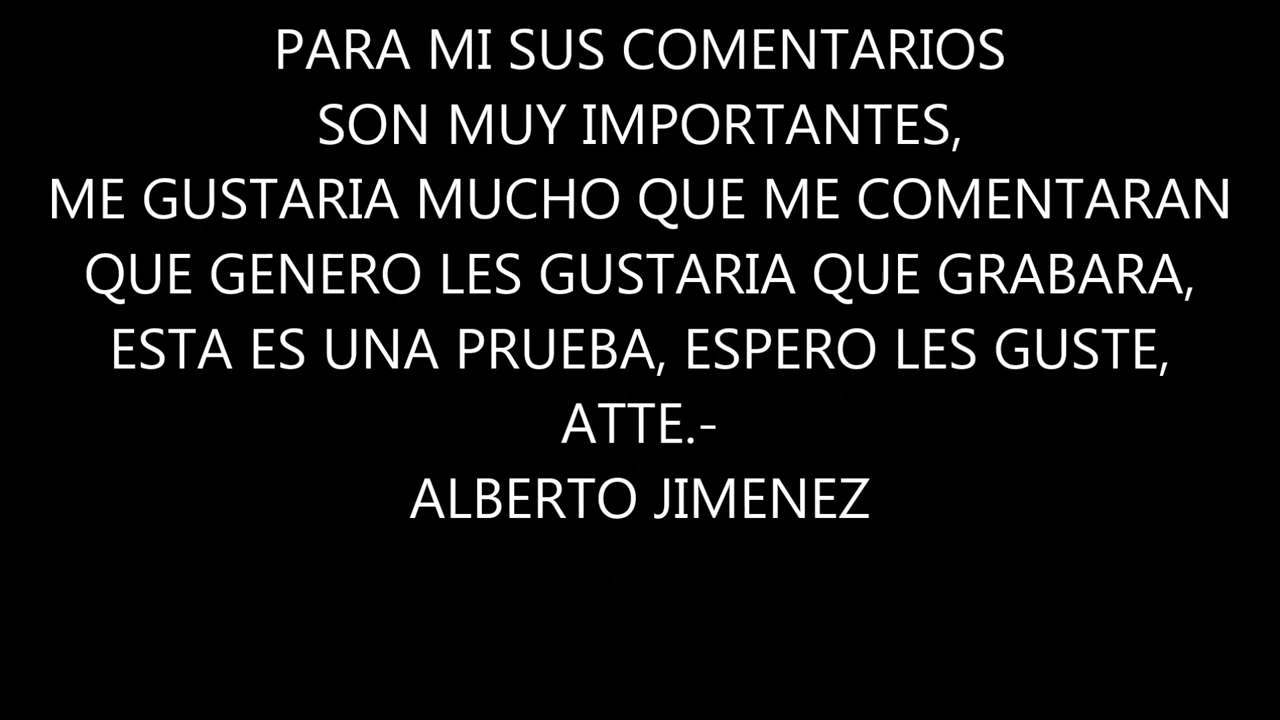 PARA MI SUS COMENTARIOS
SON MUY IMPORTANTES,
ME GUSTARIA MUCHO QUE ME COMENTARAN
QUE GENERO LES GUSTARIA QUE GRABARA,
ESTA ES UNA PRUEBA, ESPERO LES GUSTE,
ATTE.-
ALBERTO JIMENEZ